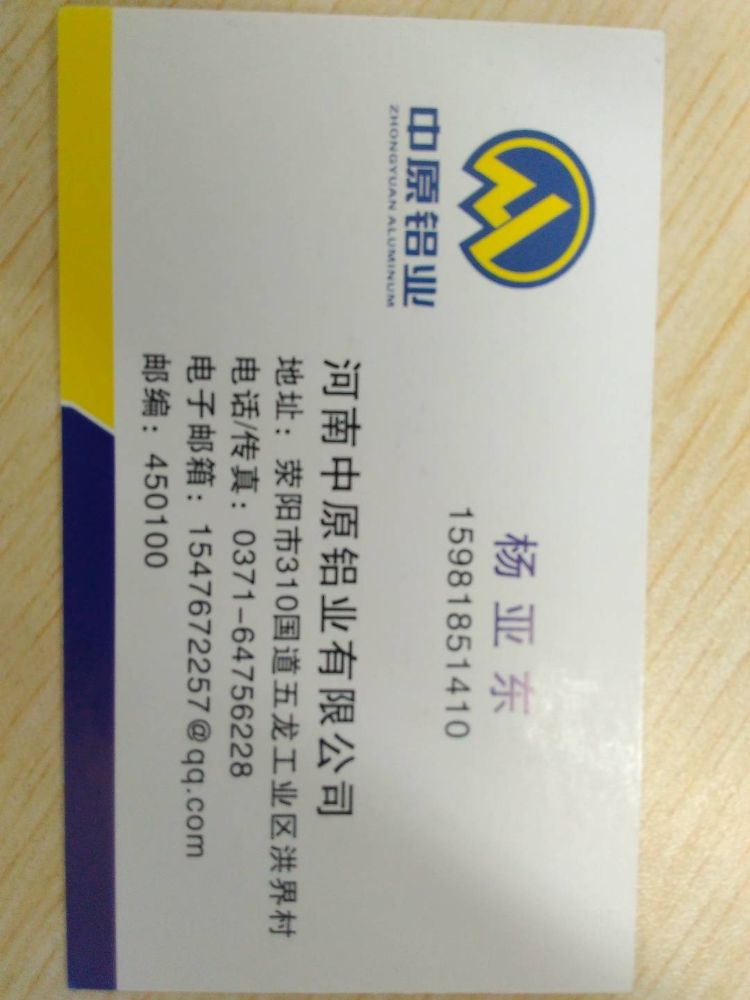 中原铝业
ZHONGYUAN ALUMINUM
杨亚东
15981851410
河南中原铝业有限公司
地址：荥阳市310国道五龙工业区洪界村
电话/传真：0371-64756228
电子邮箱：1547672257@qq.com
邮编：450100